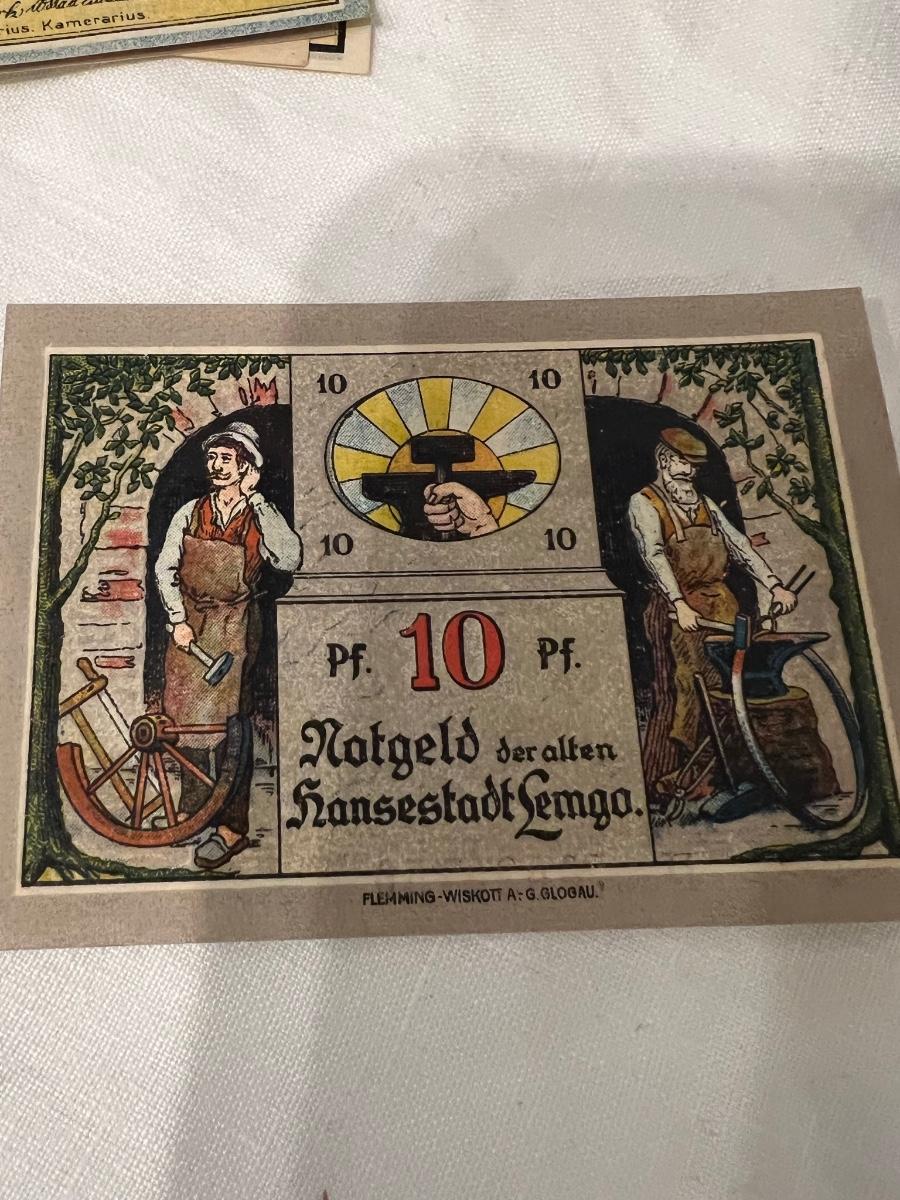 rius. Kamerarius.
10 10
10 10
Pf. 10 Pf.
Notgeld der alten
Hansestadt Lemgo.
FLEMMING-WISKOTT A.-G. GLOGAU.